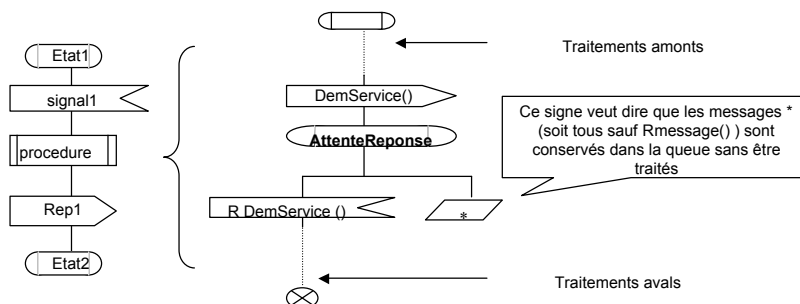 Etat1
signal1
procedure
Rep1
Etat2
Traitements amonts
DemService()
AttenteReponse
R DemService ()
*
Ce signe veut dire que les messages *
(soit tous sauf Rmessage() ) sont
conservés dans la queue sans être
traités
Traitements avals